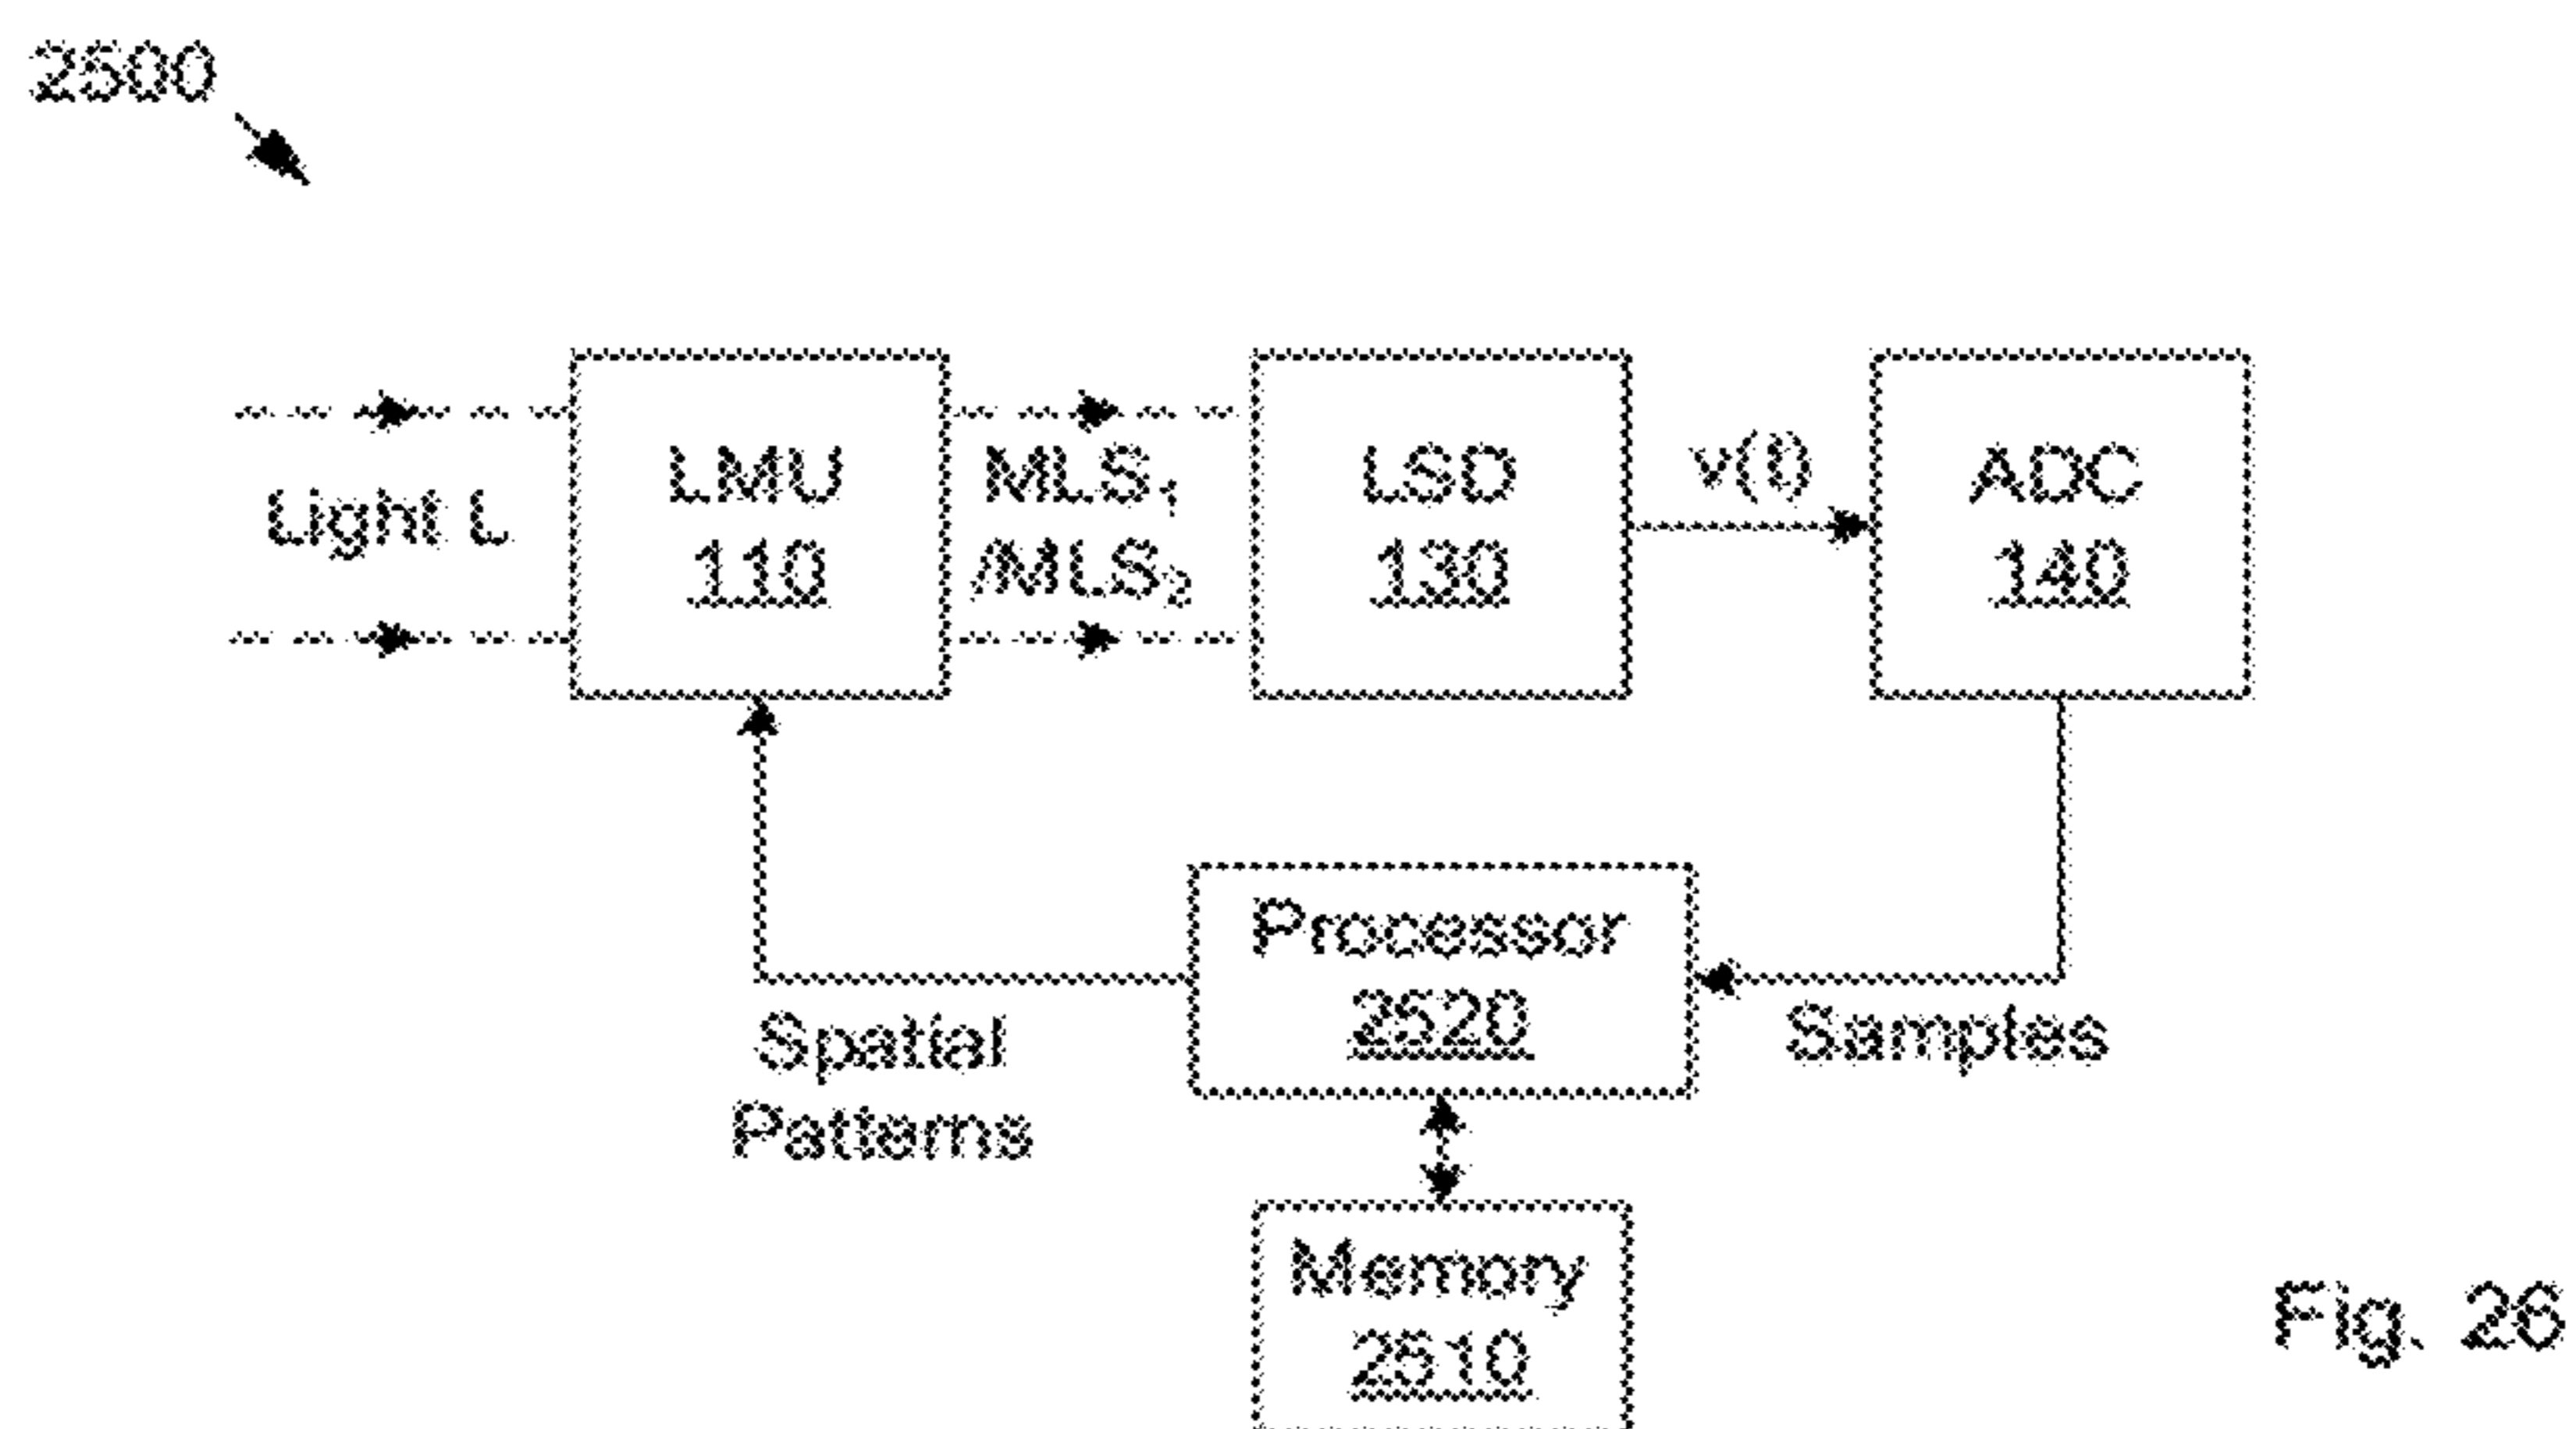 2500
Light L
LMU
110
MLS₁
/MLS₂
LSD
130
v(t)
ADC
140
Processor
2520
Spatial
Patterns
Samples
Memory
2510
Fig. 26